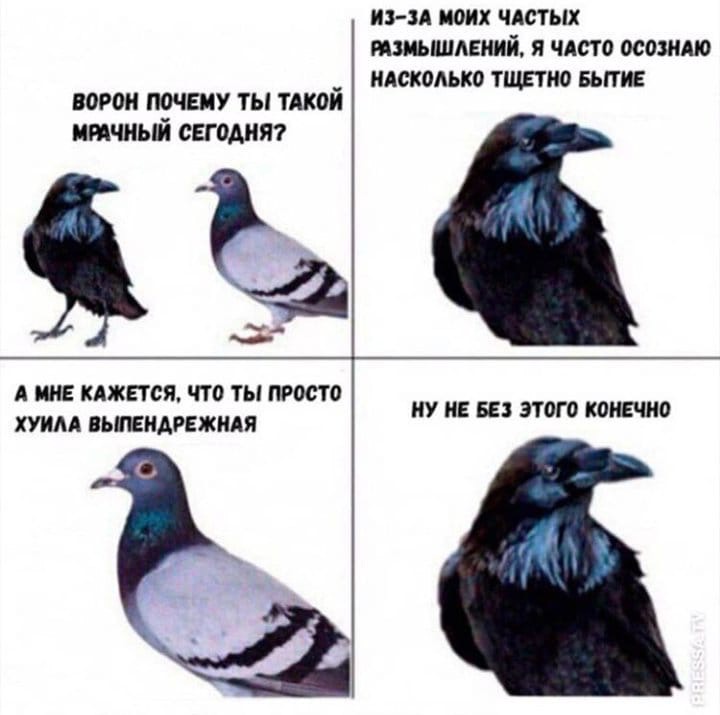 ВОРОН ПОЧЕМУ ТЫ ТАКОЙ
МРАЧНЫЙ СЕГОДНЯ?
ИЗ-ЗА МОИХ ЧАСТЫХ
РАЗМЫШЛЕНИЙ, Я ЧАСТО ОСОЗНАЮ
НАСКОЛЬКО ТЩЕТНО БЫТИЕ
А МНЕ КАЖЕТСЯ, ЧТО ТЫ ПРОСТО
ХУИЛА ВЫПЕНДРЕЖНАЯ
НУ НЕ БЕЗ ЭТОГО КОНЕЧНО
PRESSA.TV